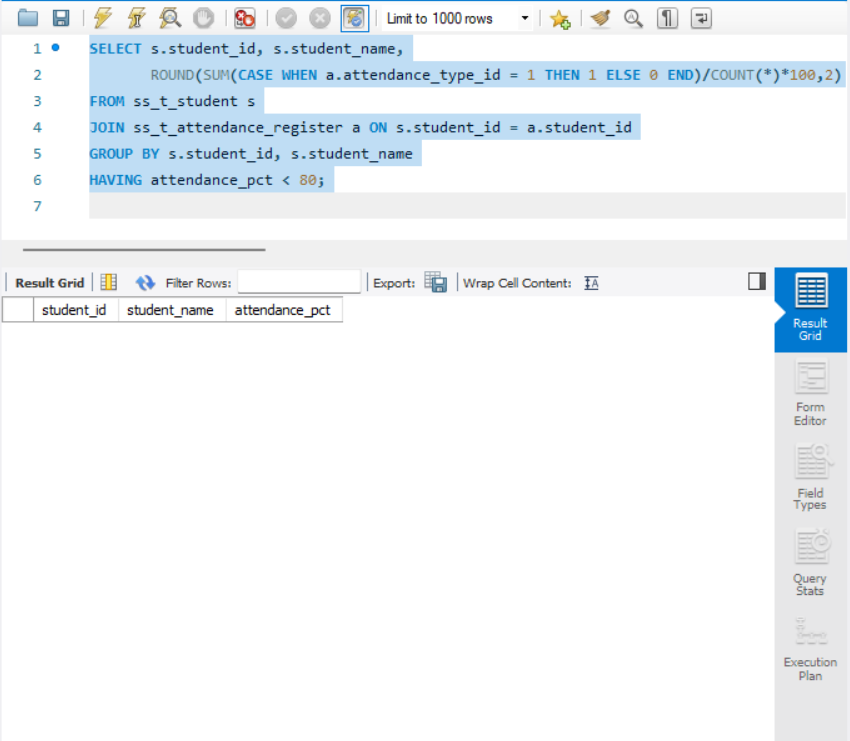 Limit to 1000 rows
1 SELECT s.student_id, s.student_name,
2 ROUND(SUM(CASE WHEN a.attendance_type_id = 1 THEN 1 ELSE 0 END)/COUNT(*)*100,2)
3 FROM ss_t_student s
4 JOIN ss_t_attendance_register a ON s.student_id = a.student_id
5 GROUP BY s.student_id, s.student_name
6 HAVING attendance_pct < 80;
7
Result Grid Filter Rows: Export: Wrap Cell Content:
student_id student_name attendance_pct
Result
Grid
Form
Editor
Field
Types
Query
Stats
Execution
Plan